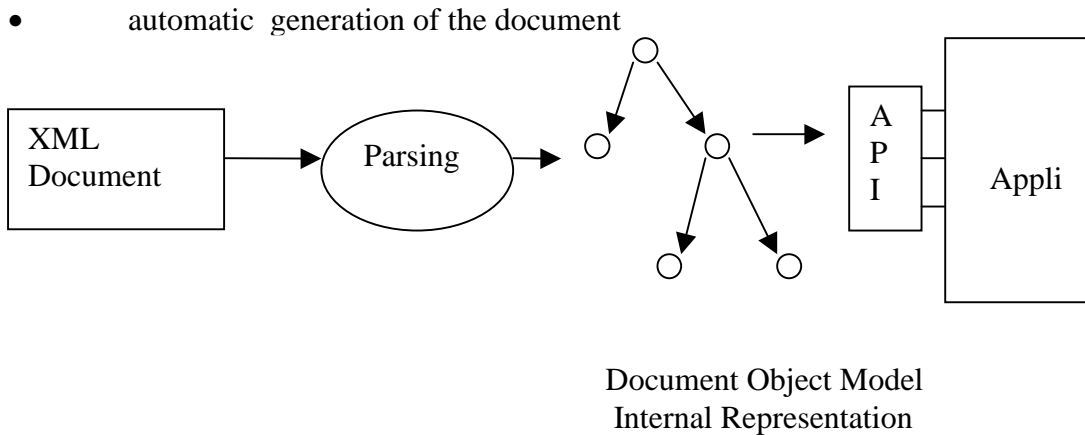 • automatic generation of the document
XML
Document
Parsing
A
P
I
Appli
Document Object Model
Internal Representation